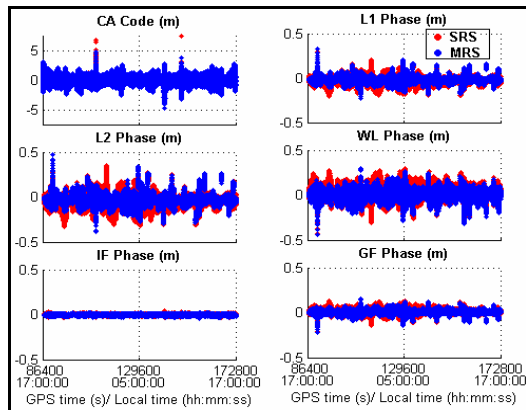 CA Code (m)
5
0
-5
L1 Phase (m)
SRS
MRS
0.5
0
-0.5
L2 Phase (m)
0.5
0
-0.5
WL Phase (m)
0.5
0
-0.5
IF Phase (m)
0.5
0
-0.5
86400 129600 172800
17:00:00 05:00:00 17:00:00
GPS time (s)/ Local time (hh:mm:ss)
GF Phase (m)
0.5
0
-0.5
86400 129600 172800
17:00:00 05:00:00 17:00:00
GPS time (s)/ Local time (hh:mm:ss)